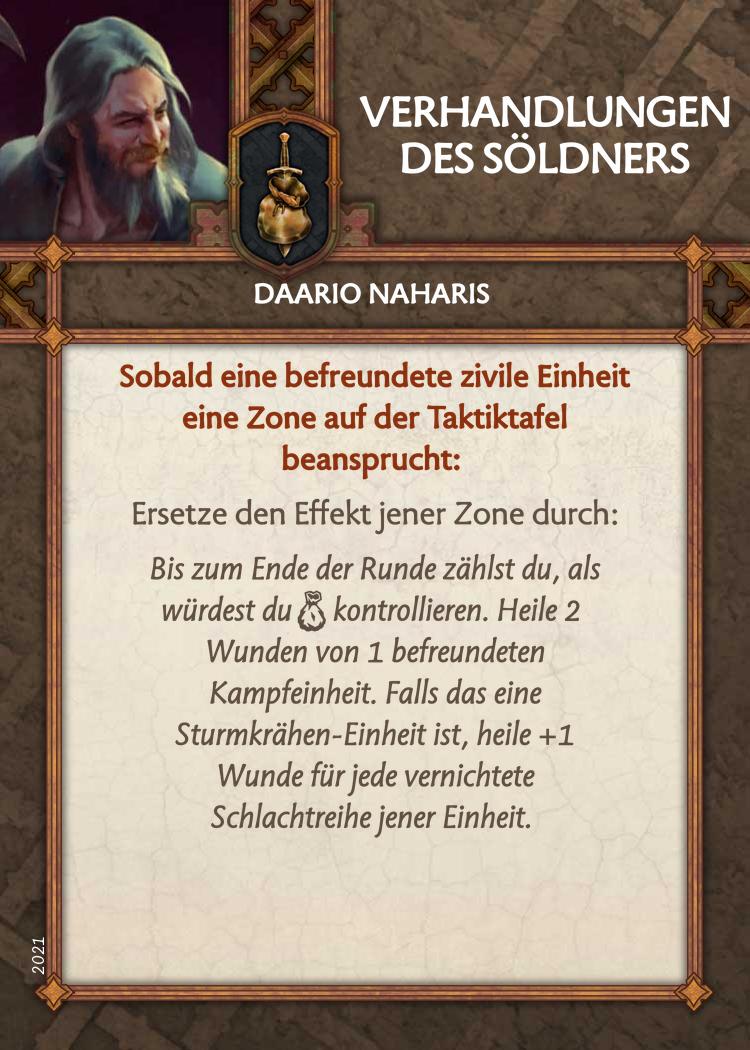 VERHANDLUNGEN
DES SÖLDNERS
DAARIO NAHARIS
Sobald eine befreundete zivile Einheit
eine Zone auf der Taktiktafel
beansprucht:
Ersetze den Effekt jener Zone durch:
Bis zum Ende der Runde zählst du, als
würdest du kontrollieren. Heile 2
Wunden von 1 befreundeten
Kampfeinheit. Falls das eine
Sturmkrähen-Einheit ist, heile +1
Wunde für jede vernichtete
Schlachtreihe jener Einheit.
2021